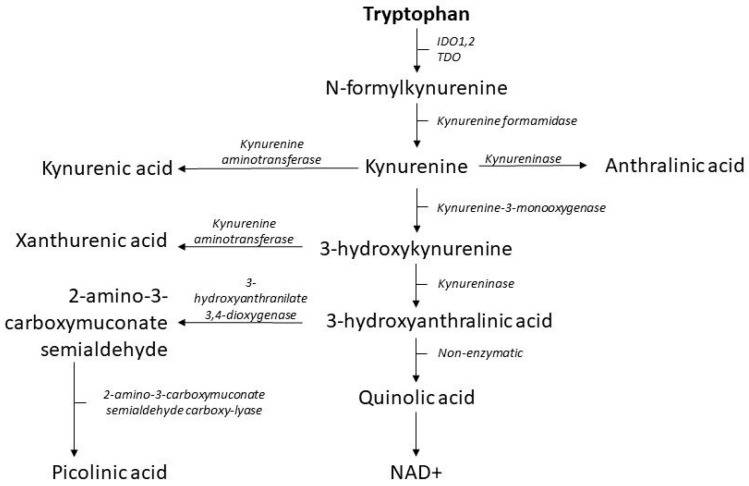 Tryptophan
IDO1,2
TDO
N-formylkynurenine
Kynurenine formamidase
Kynurenic acid
Kynurenine
aminotransferase
Kynurenine
Kynureninase
Anthralinic acid
Kynurenine-3-monooxygenase
Xanthurenic acid
Kynurenine
aminotransferase
3-hydroxykynurenine
Kynureninase
2-amino-3-
carboxymuconate
semialdehyde
3-
hydroxyanthranilate
3,4-dioxygenase
3-hydroxyanthralinic acid
Non-enzymatic
Quinolic acid
2-amino-3-carboxymuconate
semialdehyde carboxy-lyase
Picolinic acid
NAD+